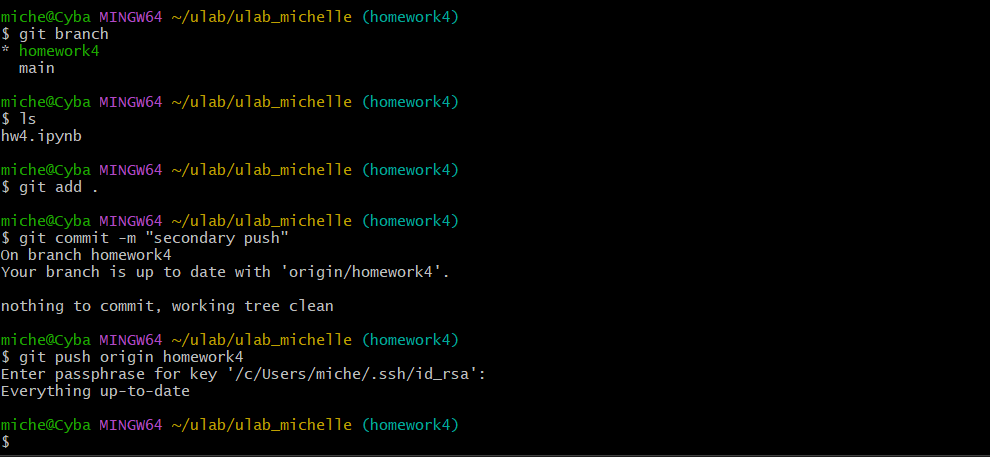 miche@Cyba MINGW64 ~/ulab/ulab_michelle (homework4)
$ git branch
* homework4
  main
miche@Cyba MINGW64 ~/ulab/ulab_michelle (homework4)
$ ls
hw4.ipynb
miche@Cyba MINGW64 ~/ulab/ulab_michelle (homework4)
$ git add .
miche@Cyba MINGW64 ~/ulab/ulab_michelle (homework4)
$ git commit -m "secondary push"
On branch homework4
Your branch is up to date with 'origin/homework4'.
nothing to commit, working tree clean
miche@Cyba MINGW64 ~/ulab/ulab_michelle (homework4)
$ git push origin homework4
Enter passphrase for key '/c/Users/miche/.ssh/id_rsa':
Everything up-to-date
miche@Cyba MINGW64 ~/ulab/ulab_michelle (homework4)
$